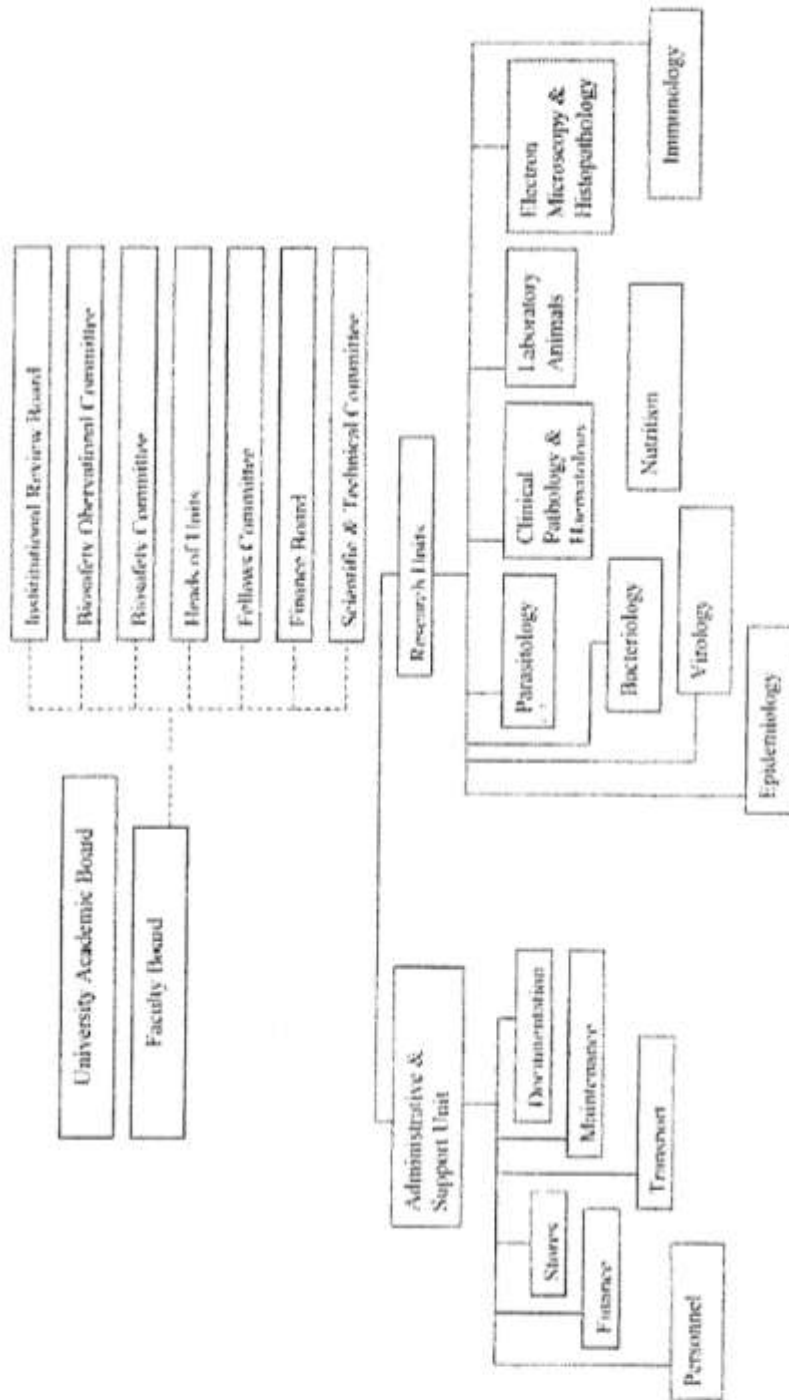 University Academic Board
Faculty Board
Institutional Review Board
Biosafety Obervational Committee
Biosafety Committee
Heads of Units
Fellows Committee
Finance Board
Scientific & Technical Committee
Administrative &
Support Unit
Research Units
Stores
Documentation
Finance
Maintenance
Transport
Personnel
Parasitology
Clinical
Pathology &
Haematology
Laboratory
Animals
Electron
Microscopy &
Histopathology
Bacteriology
Nutrition
Immunology
Virology
Epidemiology